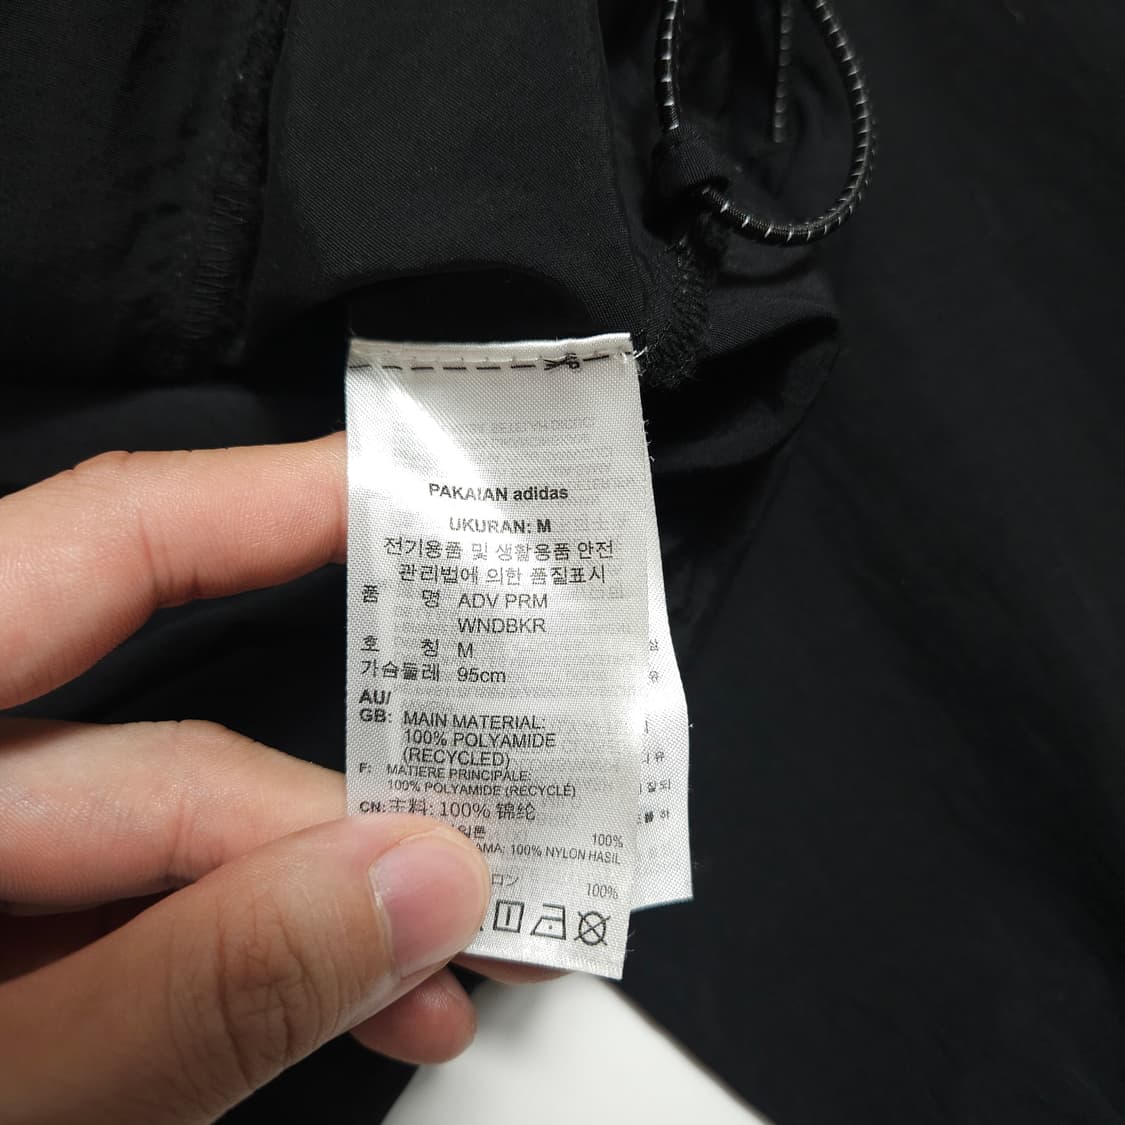 PAKAIAN adidas
UKURAN: M
전기용품 및 생활용품 안전
관리법에 의한 품질표시
품 명 ADV PRM
WNDBKR
호 칭 M
가슴둘레 95cm
AU/
GB: MAIN MATERIAL:
100% POLYAMIDE
(RECYCLED)
F: MATIERE PRINCIPALE:
100% POLYAMIDE (RECYCLÉ)
CN: 主料: 100% 锦纶
100%
AMA: 100% NYLON HASIL
ロン 100%